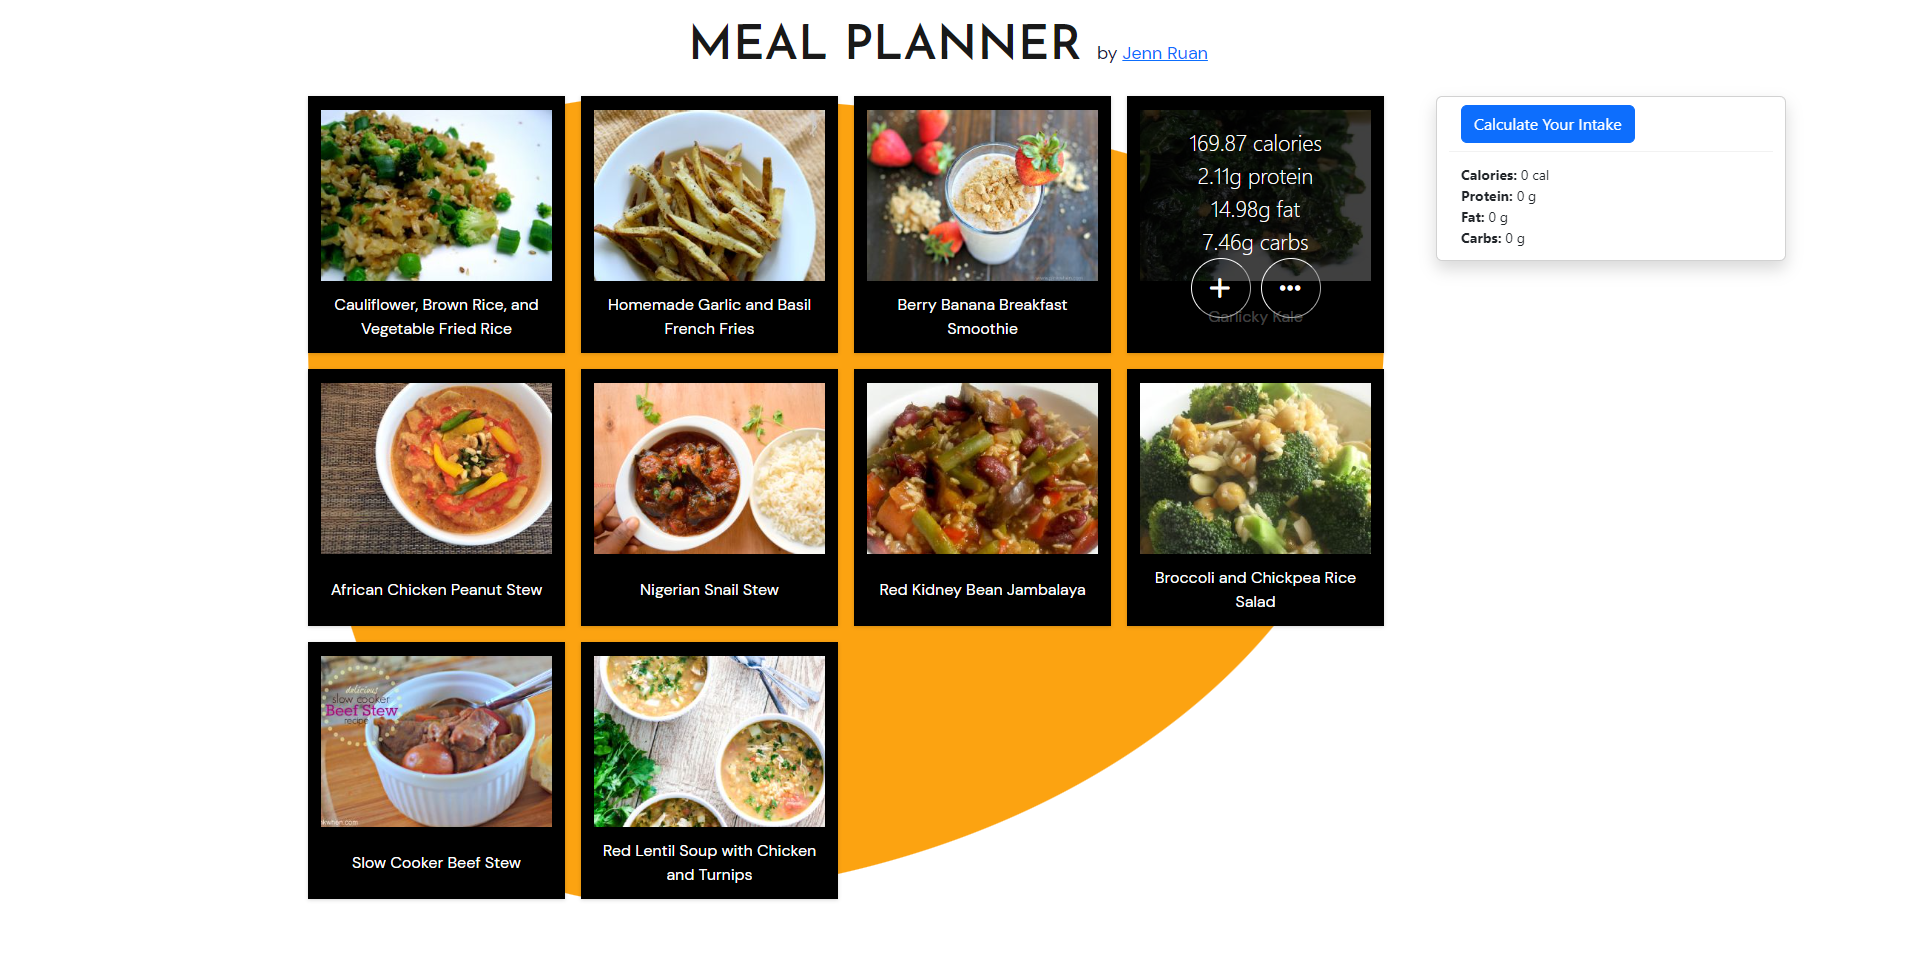 MEAL PLANNER by Jenn Ruan
Calculate Your Intake
Calories: 0 cal
Protein: 0 g
Fat: 0 g
Carbs: 0 g
169.87 calories
2.11g protein
14.98g fat
7.46g carbs
Garlicky Kale
Cauliflower, Brown Rice, and
Vegetable Fried Rice
Homemade Garlic and Basil
French Fries
Berry Banana Breakfast
Smoothie
African Chicken Peanut Stew
Nigerian Snail Stew
Red Kidney Bean Jambalaya
Broccoli and Chickpea Rice
Salad
delicious
slow cooker
Beef Stew
recipe
Slow Cooker Beef Stew
Red Lentil Soup with Chicken
and Turnips